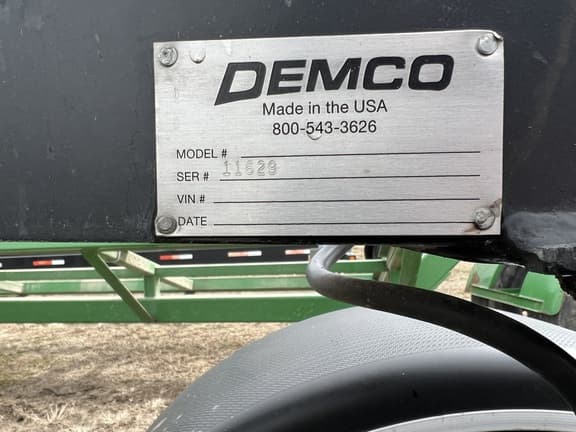 DEMCO
Made in the USA
800-543-3626
MODEL #
SER # 11629
VIN #
DATE